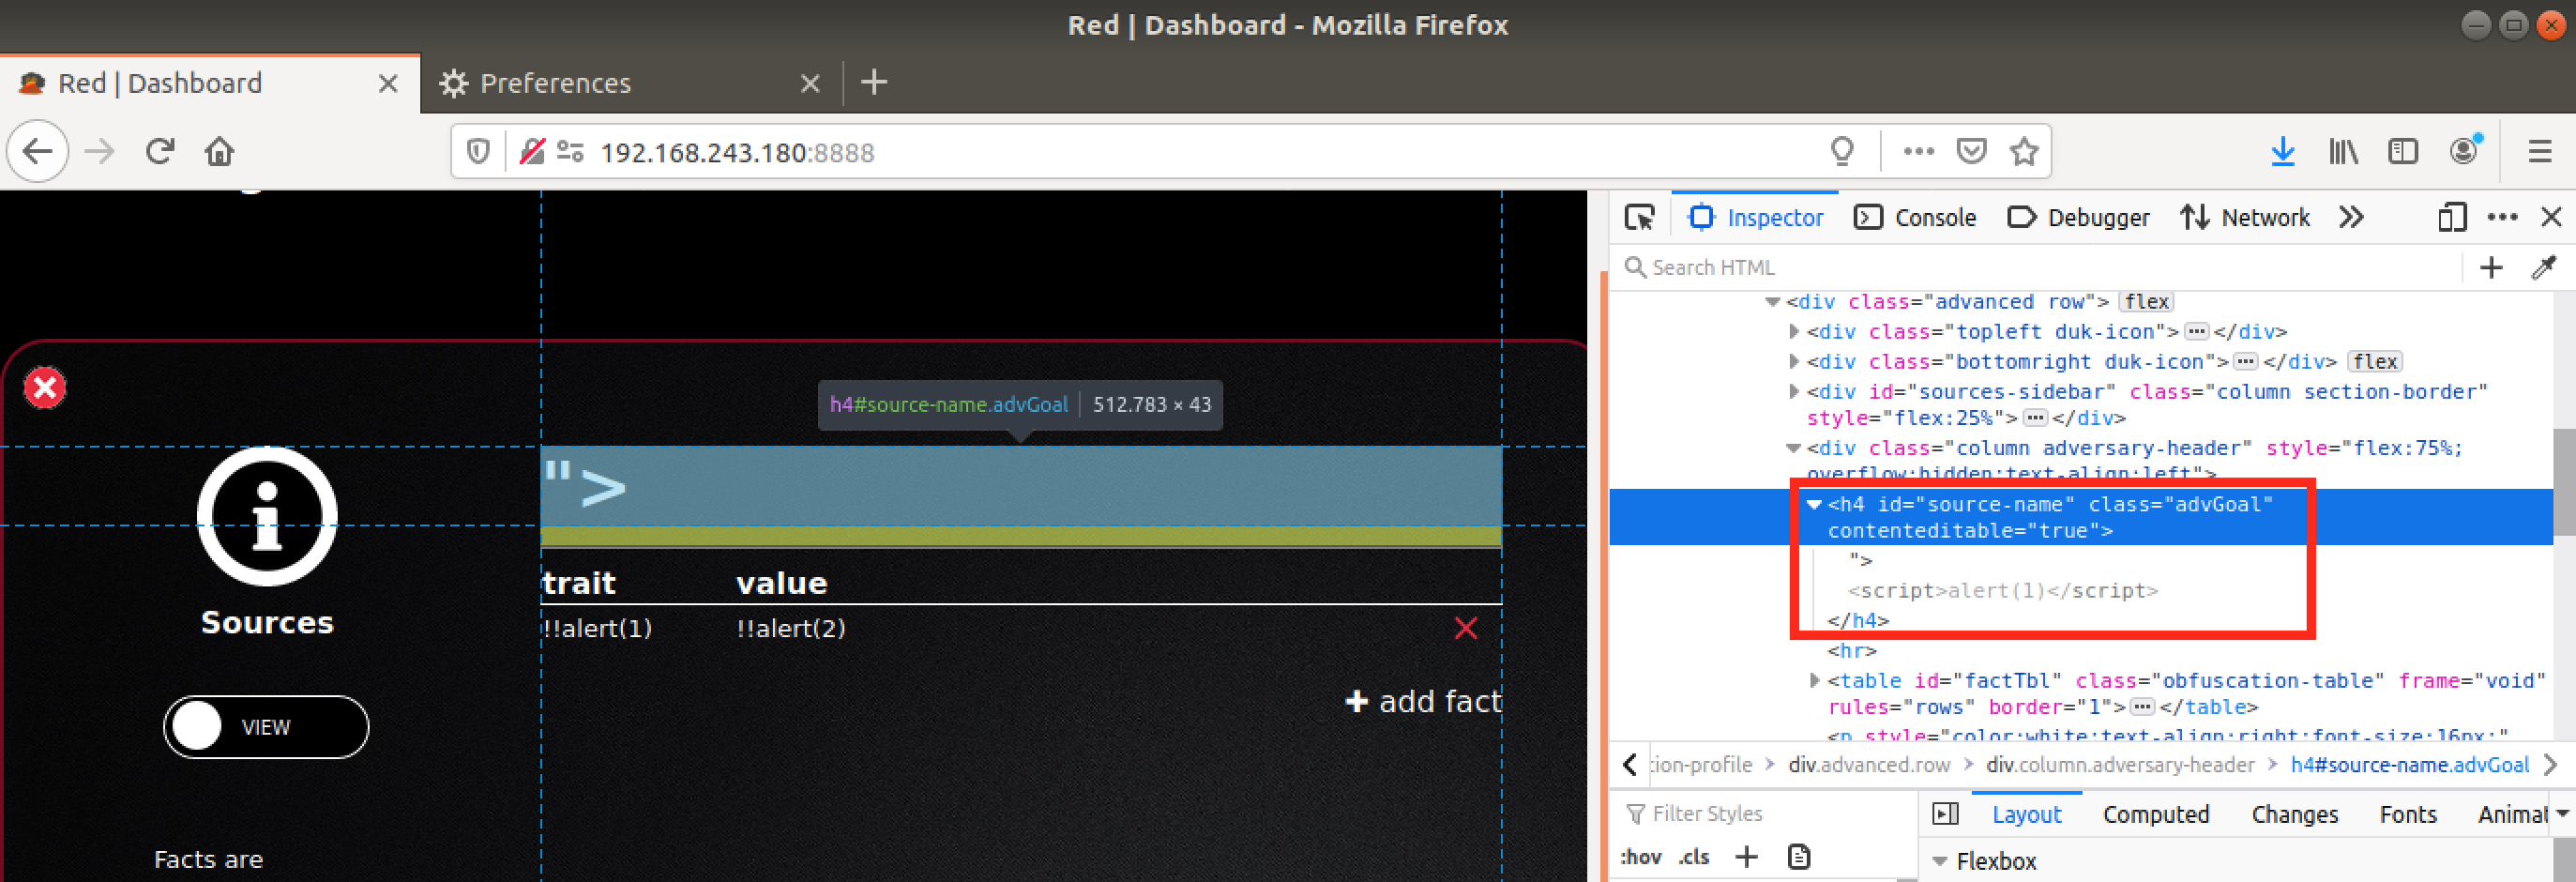 Red | Dashboard - Mozilla Firefox
Red | Dashboard
Preferences
192.168.243.180:8888
h4#source-name.advGoal 512.783 × 43
">
Sources
VIEW
Facts are
trait value
!!alert(1) !!alert(2)
add fact
Inspector Console Debugger Network
Search HTML
<div class="advanced row"> flex
<div class="topleft duk-icon"> ••• </div>
<div class="bottomright duk-icon"> ••• </div> flex
<div id="sources-sidebar" class="column section-border"
style="flex:25%"> ••• </div>
<div class="column adversary-header" style="flex:75%;
overflow:hidden;text-align:left">
<h4 id="source-name" class="advGoal"
contenteditable="true">
">
<script>alert(1)</script>
</h4>
<hr>
<table id="factTbl" class="obfuscation-table" frame="void"
rules="rows" border="1"> ••• </table>
<p style="color:white;text-align:right;font-size:16px;"
tion-profile > div.advanced.row > div.column.adversary-header > h4#source-name.advGoal
Filter Styles
:hov .cls
Layout Computed Changes Fonts Animat
Flexbox